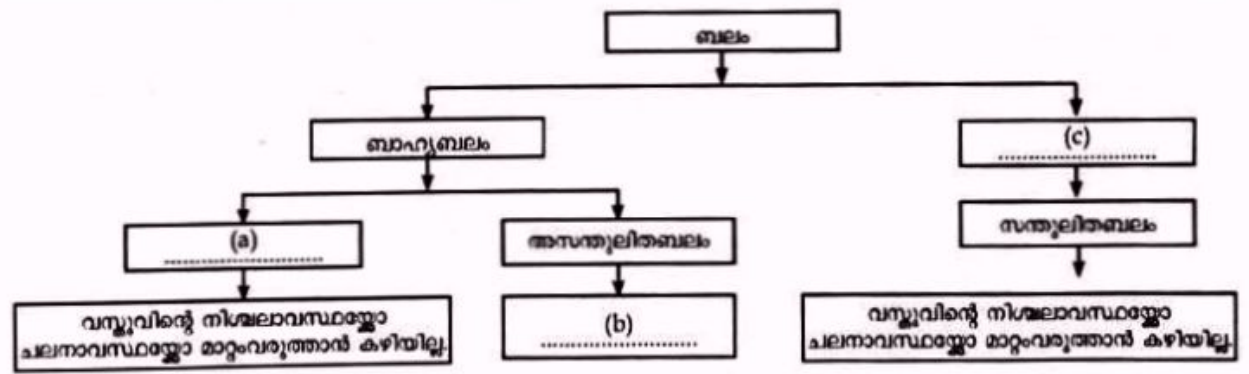 ബലം
ബാഹ്യബലം
(c)
........................
(a)
........................
അസന്തുലിതബലം
സന്തുലിതബലം
വസ്തുവിന്റെ നിശ്ചലാവസ്ഥയ്ക്കോ
ചലനാവസ്ഥയ്ക്കോ മാറ്റംവരുത്താൻ കഴിയില്ല.
(b)
........................
വസ്തുവിന്റെ നിശ്ചലാവസ്ഥയ്ക്കോ
ചലനാവസ്ഥയ്ക്കോ മാറ്റംവരുത്താൻ കഴിയില്ല.